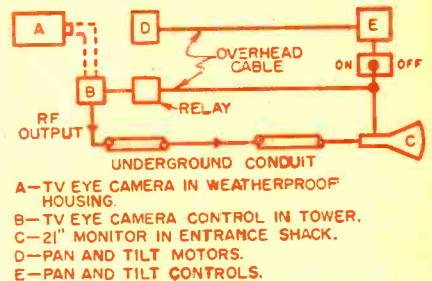 A
D
E
OVERHEAD
CABLE
ON
OFF
B
RELAY
RF
OUTPUT
C
UNDERGROUND CONDUIT
A—TV EYE CAMERA IN WEATHERPROOF
HOUSING.
B—TV EYE CAMERA CONTROL IN TOWER.
C—21" MONITOR IN ENTRANCE SHACK.
D—PAN AND TILT MOTORS.
E—PAN AND TILT CONTROLS.